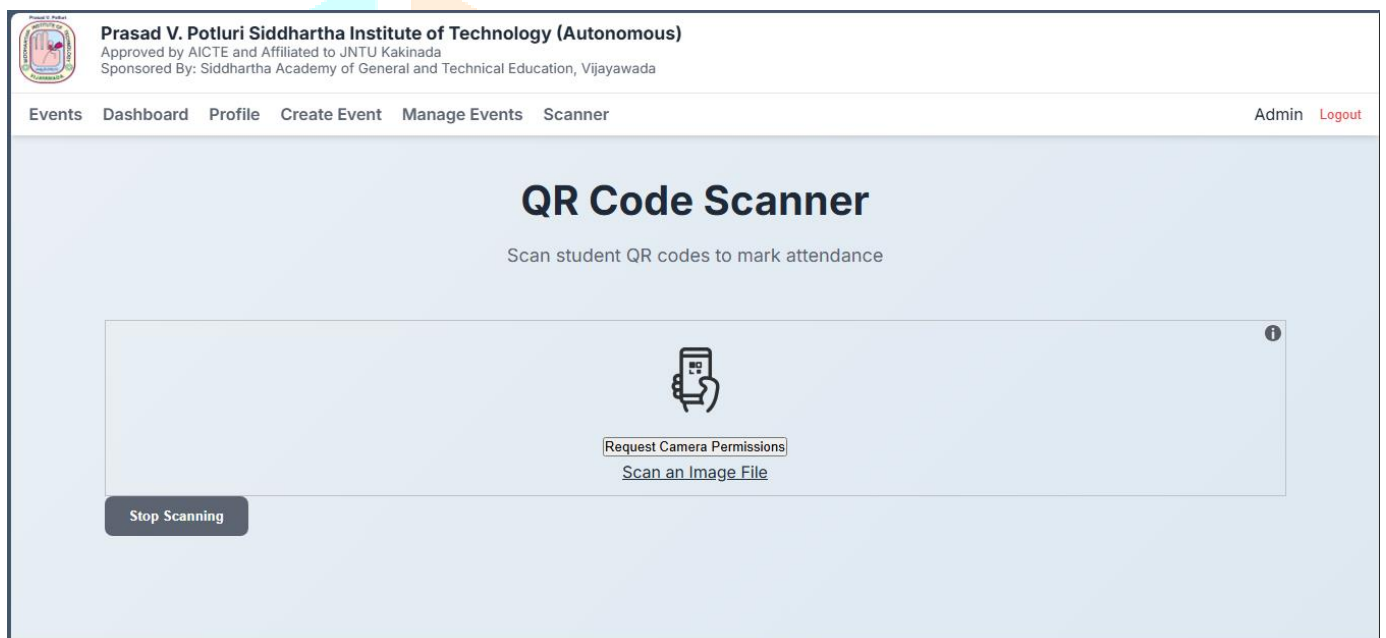 Prasad V. Potluri Siddhartha Institute of Technology (Autonomous)
Approved by AICTE and Affiliated to JNTU Kakinada
Sponsored By: Siddhartha Academy of General and Technical Education, Vijayawada
Events Dashboard Profile Create Event Manage Events Scanner Admin Logout
QR Code Scanner
Scan student QR codes to mark attendance
Request Camera Permissions
Scan an Image File
Stop Scanning